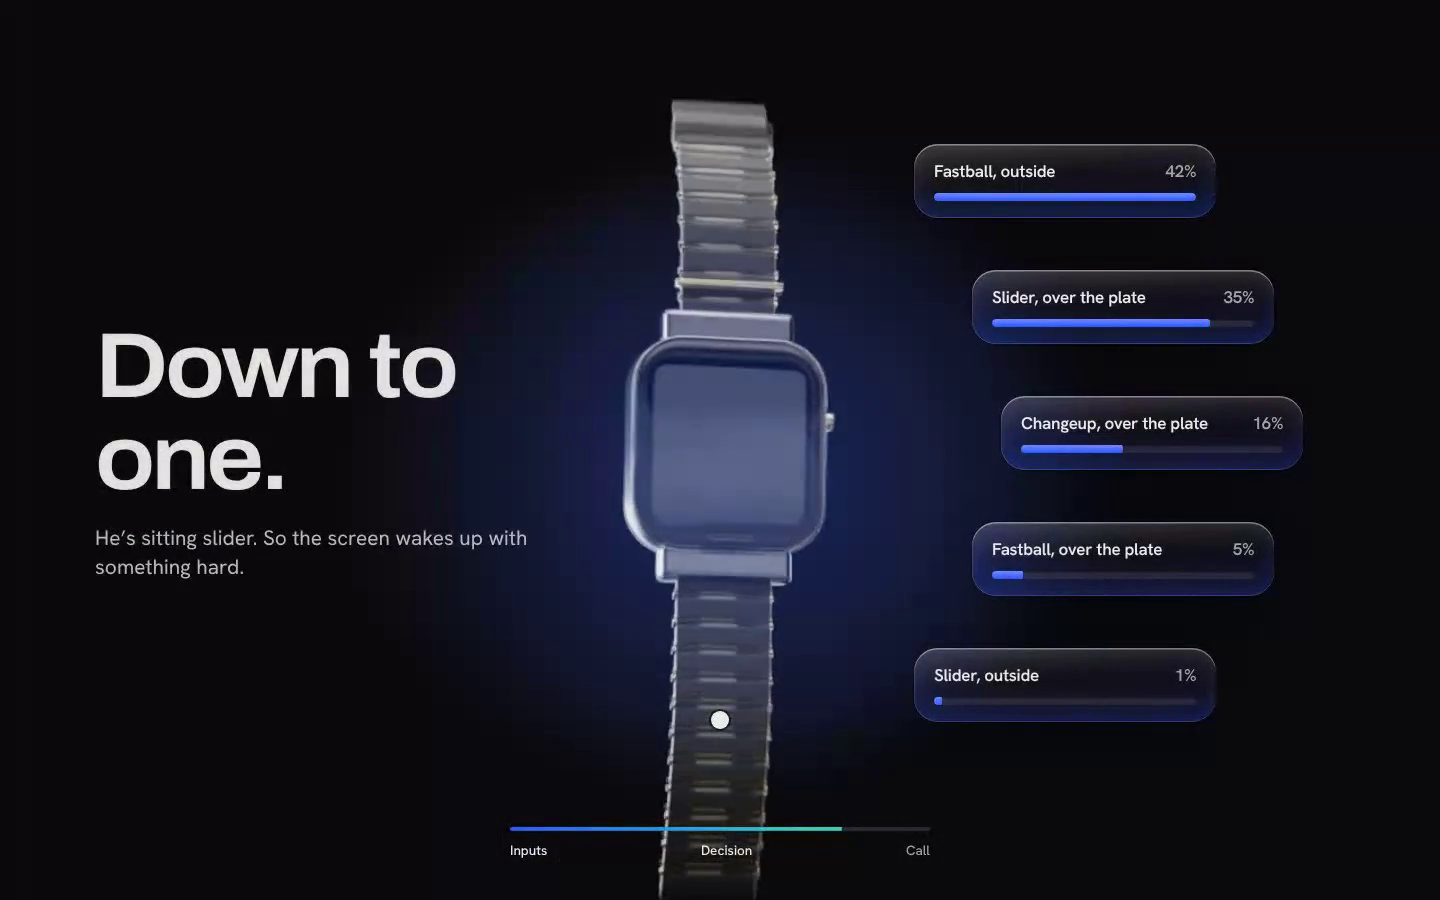 Down to
one.
He’s sitting slider. So the screen wakes up with
something hard.
Fastball, outside 42%
Slider, over the plate 35%
Changeup, over the plate 16%
Fastball, over the plate 5%
Slider, outside 1%
Inputs Decision Call